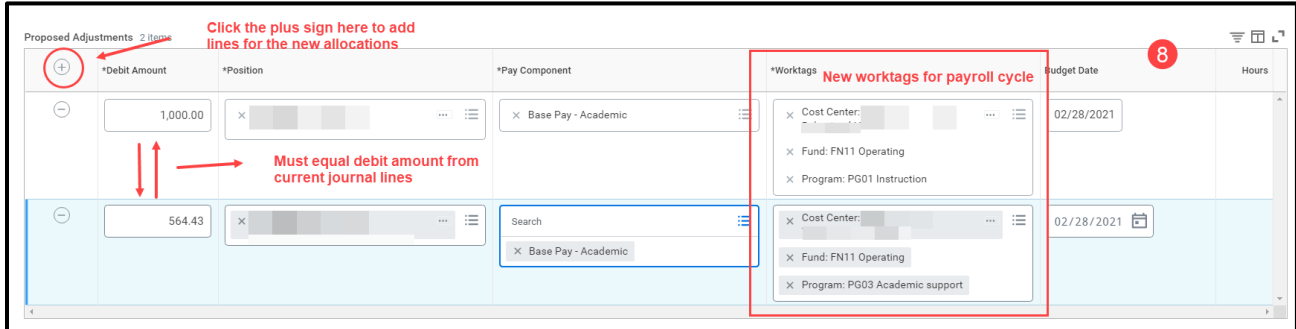 Click the plus sign here to add
lines for the new allocations
Proposed Adjustments 2 items
8
*Debit Amount *Position *Pay Component *Worktags Budget Date Hours
New worktags for payroll cycle
1,000.00 Base Pay - Academic Cost Center: 02/28/2021
Fund: FN11 Operating
Program: PG01 Instruction
Must equal debit amount from
current journal lines
564.43 Search Cost Center: 02/28/2021
Base Pay - Academic Fund: FN11 Operating
Program: PG03 Academic support